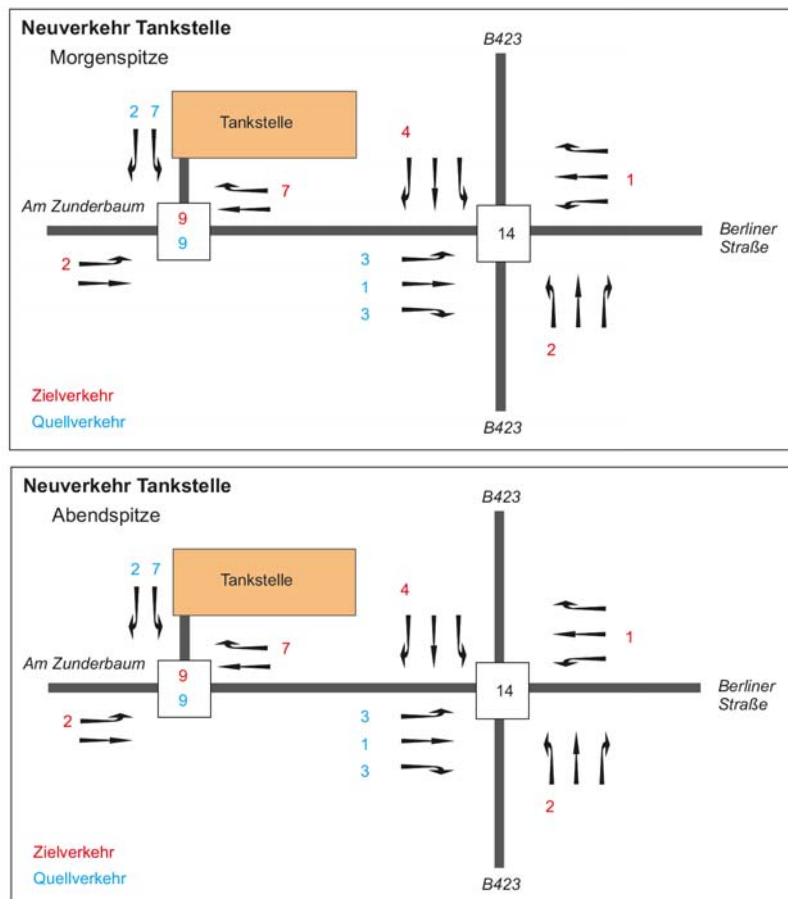 Neuverkehr Tankstelle
Morgenspitze
B423
2 7
Tankstelle
4
1
7
Am Zunderbaum
9
9
14
Berliner
Straße
2
3
1
3
2
Zielverkehr
Quellverkehr
B423
Neuverkehr Tankstelle
Abendspitze
B423
2 7
Tankstelle
4
1
7
Am Zunderbaum
9
9
14
Berliner
Straße
2
3
1
3
2
Zielverkehr
Quellverkehr
B423